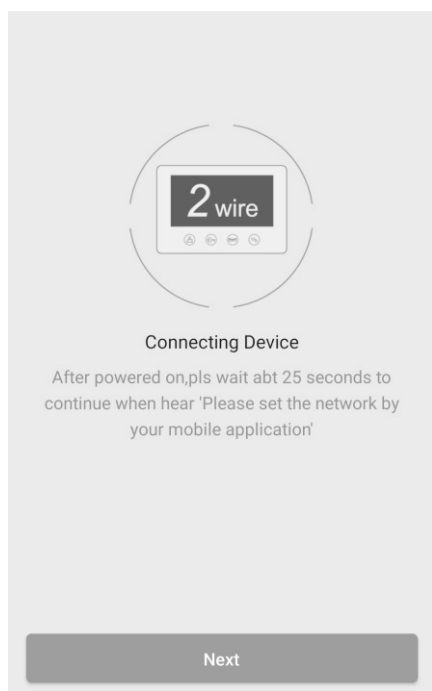 2 wire
Connecting Device
After powered on,pls wait abt 25 seconds to
continue when hear 'Please set the network by
your mobile application'
Next